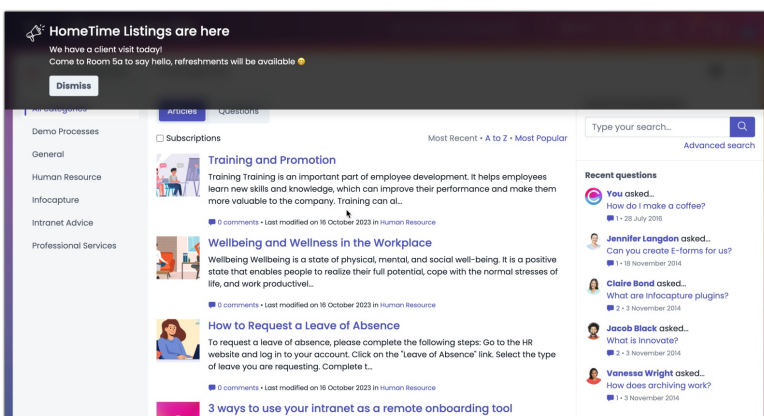 HomeTime Listings are here
We have a client visit today!
Come to Room 5a to say hello, refreshments will be available 😀
Dismiss
All categories
Demo Processes
General
Human Resource
Infocapture
Intranet Advice
Professional Services
Articles
Questions
Subscriptions
Most Recent • A to Z • Most Popular
Training and Promotion
Training Training is an important part of employee development. It helps employees
learn new skills and knowledge, which can improve their performance and make them
more valuable to the company. Training can al...
0 comments • Last modified on 16 October 2023 in Human Resource
Wellbeing and Wellness in the Workplace
Wellbeing Wellbeing is a state of physical, mental, and social well-being. It is a positive
state that enables people to realize their full potential, cope with the normal stresses of
life, and work productivel...
0 comments • Last modified on 16 October 2023 in Human Resource
How to Request a Leave of Absence
To request a leave of absence, please complete the following steps: Go to the HR
website and log in to your account. Click on the "Leave of Absence" link. Select the type
of leave you are requesting. Complete t...
0 comments • Last modified on 16 October 2023 in Human Resource
3 ways to use your intranet as a remote onboarding tool
Type your search...
Advanced search
Recent questions
You asked...
How do I make a coffee?
1 • 28 July 2016
Jennifer Langdon asked...
Can you create E-forms for us?
1 • 18 November 2014
Claire Bond asked...
What are Infocapture plugins?
2 • 3 November 2014
Jacob Black asked...
What is Innovate?
2 • 3 November 2014
Vanessa Wright asked...
How does archiving work?
1 • 3 November 2014